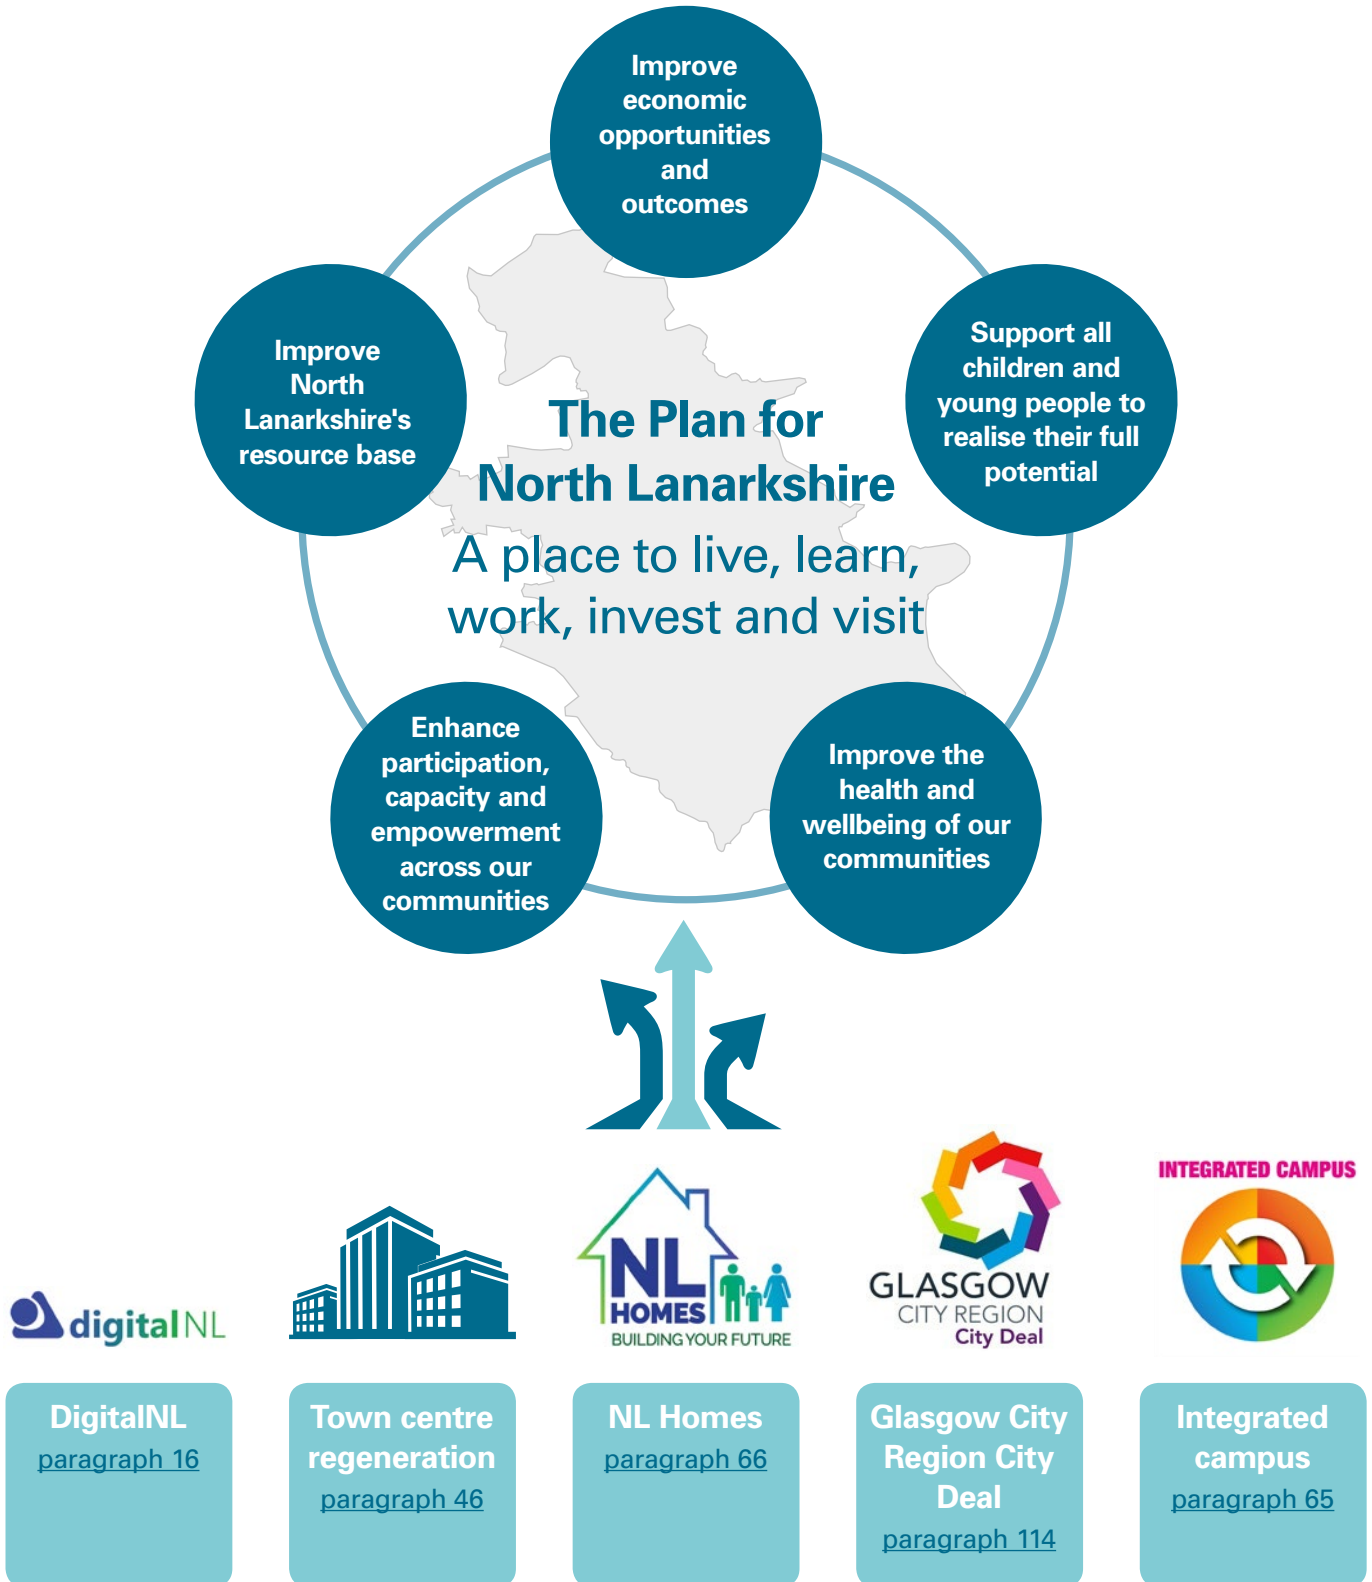 Improve
economic
opportunities
and
outcomes
Improve
North
Lanarkshire's
resource base
Support all
children and
young people to
realise their full
potential
The Plan for
North Lanarkshire
A place to live, learn,
work, invest and visit
Enhance
participation,
capacity and
empowerment
across our
communities
Improve the
health and
wellbeing of our
communities
digitalNL
NL
HOMES
BUILDING YOUR FUTURE
GLASGOW
CITY REGION
City Deal
INTEGRATED CAMPUS
DigitalNL
paragraph 16
Town centre
regeneration
paragraph 46
NL Homes
paragraph 66
Glasgow City
Region City
Deal
paragraph 114
Integrated
campus
paragraph 65